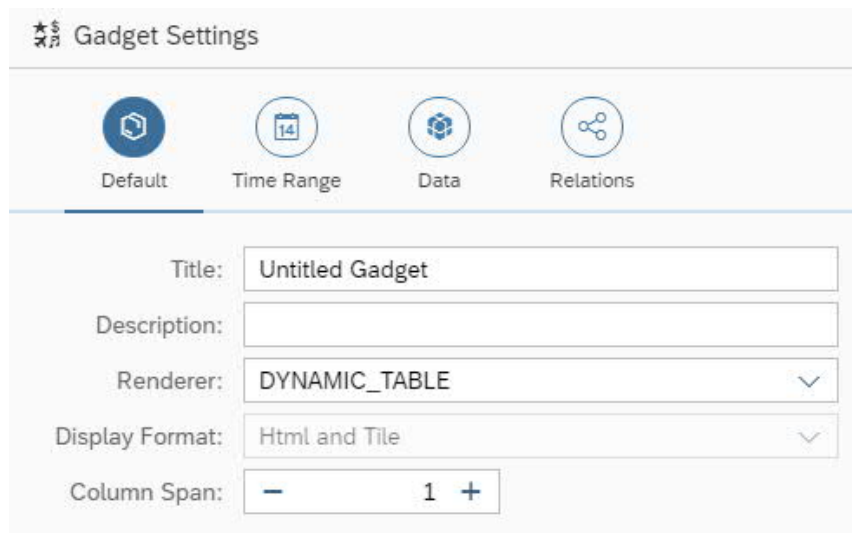 Gadget Settings
14
Default Time Range Data Relations
Title: Untitled Gadget
Description:
Renderer: DYNAMIC_TABLE
Display Format: Html and Tile
Column Span: − 1 +